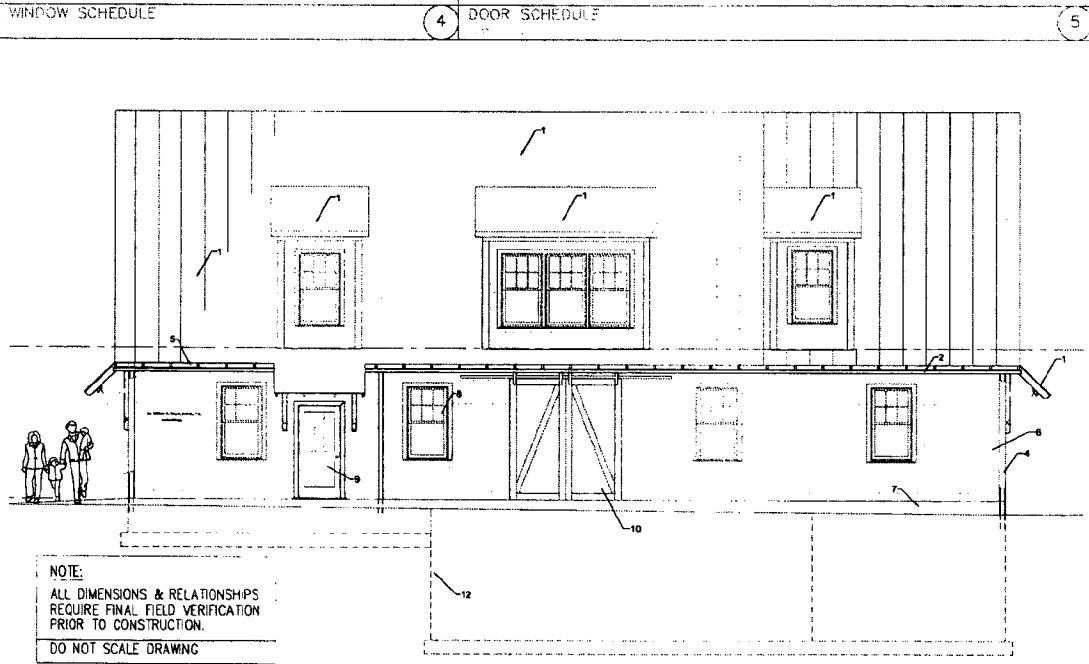 WINDOW SCHEDULE
4
DOOR SCHEDULE
5
1
1
1
1
1
5
2
1
8
6
4
9
7
10
12
NOTE:
ALL DIMENSIONS & RELATIONSHIPS
REQUIRE FINAL FIELD VERIFICATION
PRIOR TO CONSTRUCTION.
DO NOT SCALE DRAWING